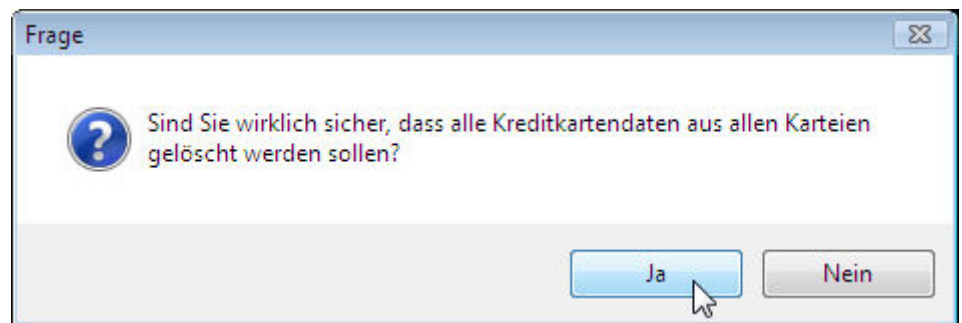 Frage
Sind Sie wirklich sicher, dass alle Kreditkartendaten aus allen Karteien
gelöscht werden sollen?
Ja
Nein